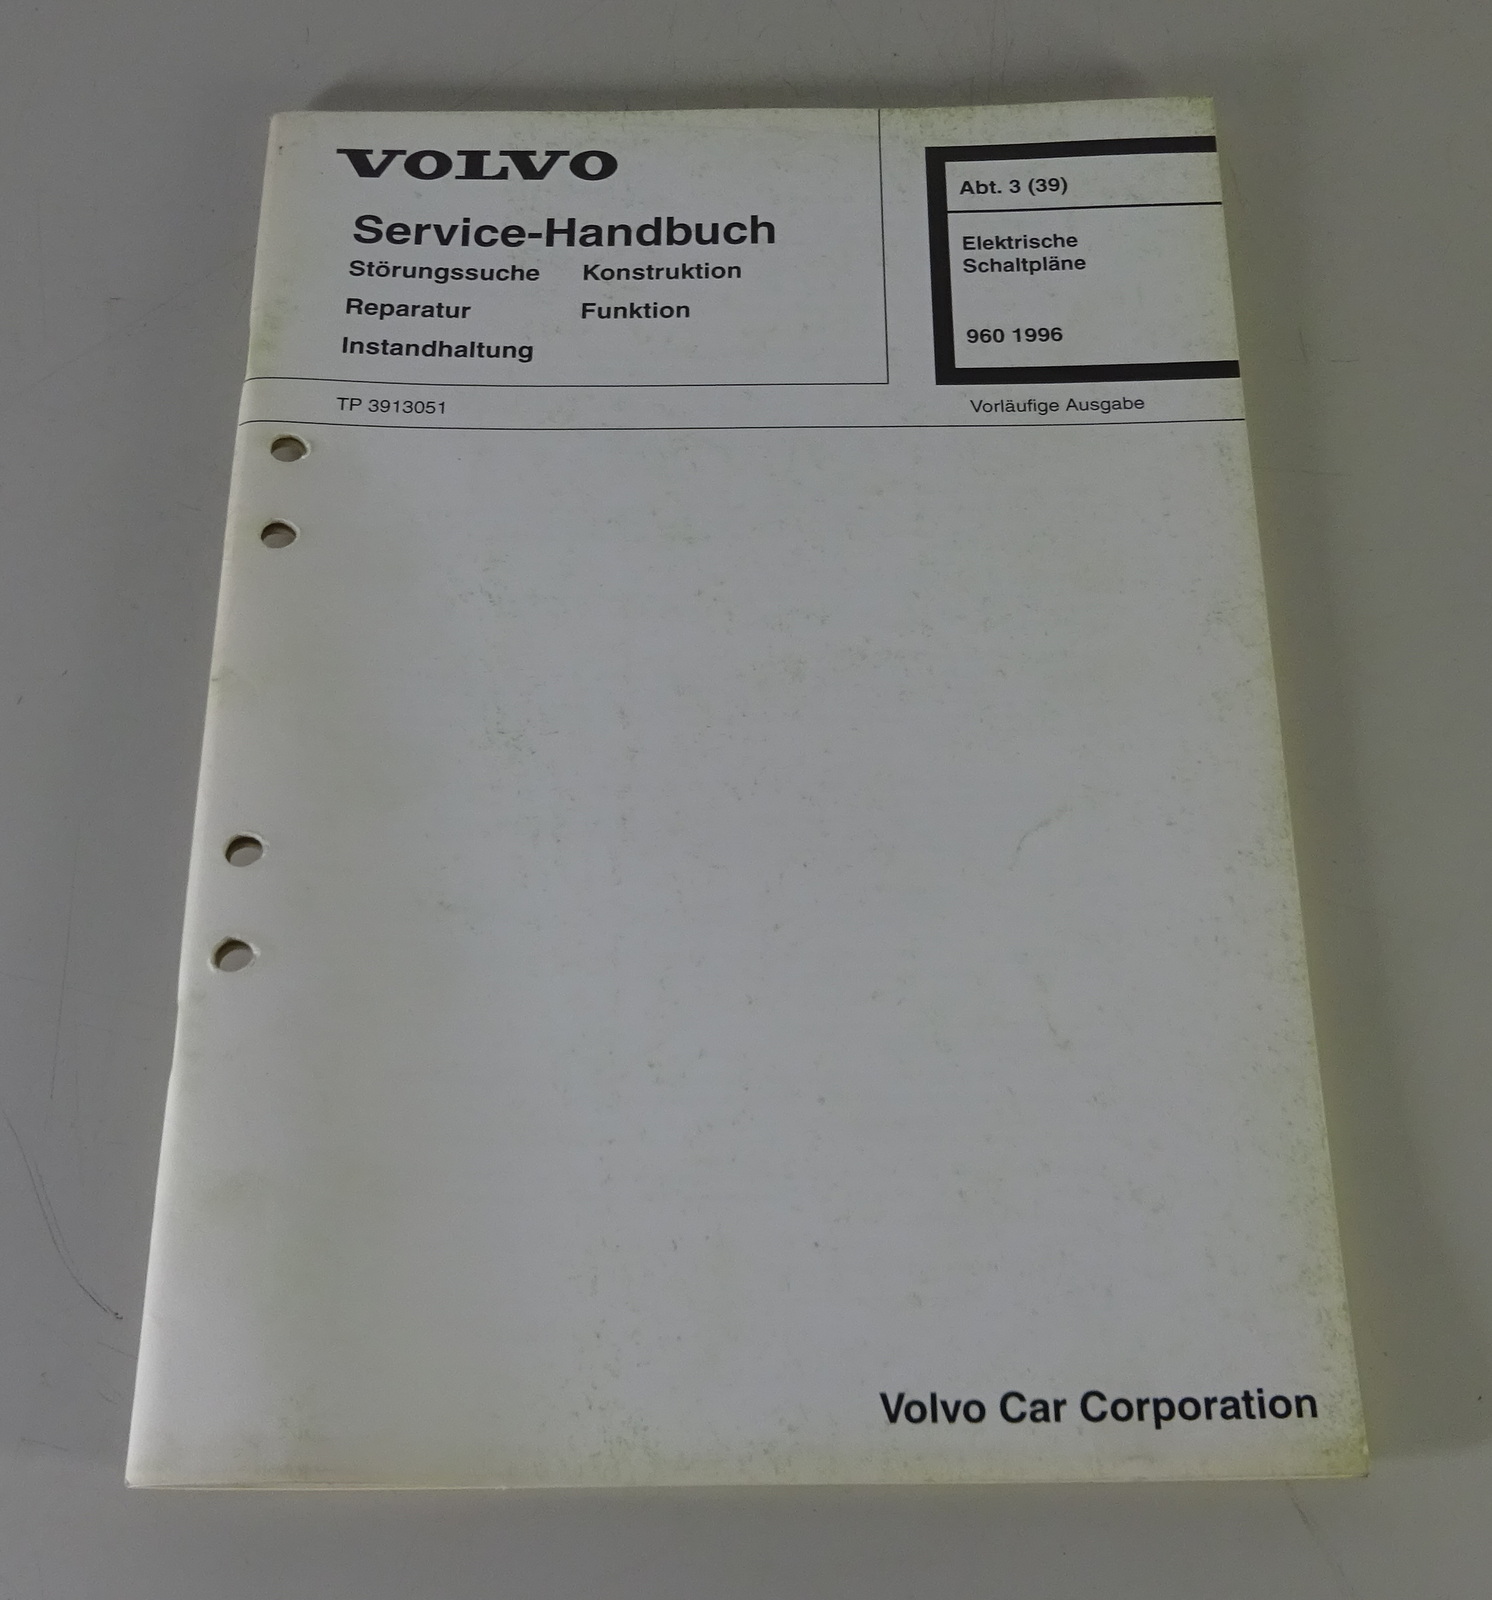 VOLVO
Service-Handbuch
Störungssuche Konstruktion
Reparatur Funktion
Instandhaltung
Abt. 3 (39)
Elektrische
Schaltpläne
960 1996
TP 3913051
Vorläufige Ausgabe
Volvo Car Corporation